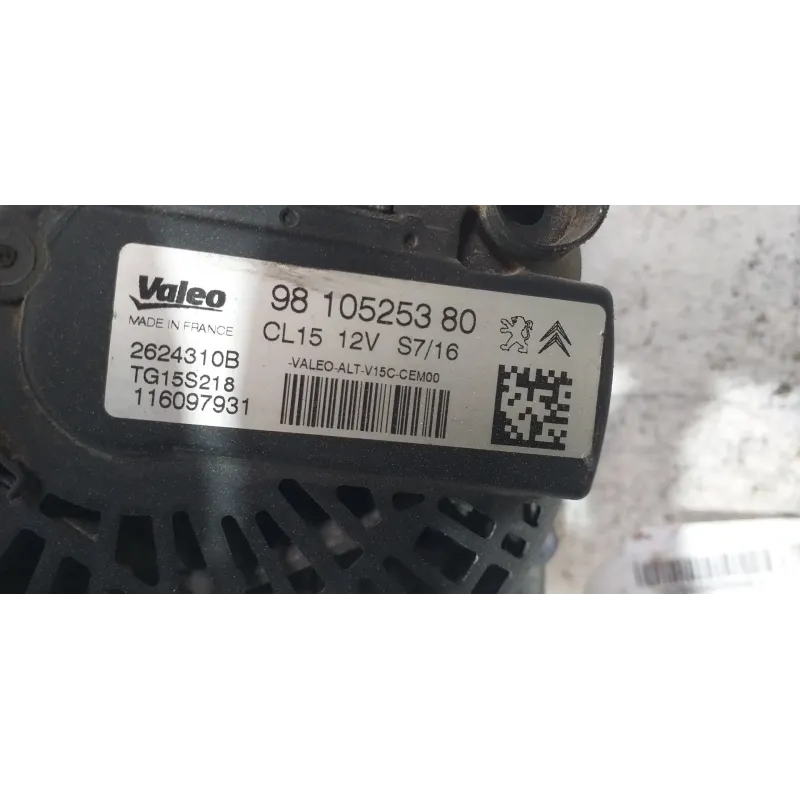 Valeo
MADE IN FRANCE
98 105253 80
CL15 12V S7/16
2624310B
TG15S218
116097931
-VALEO-ALT-V15C-CEM00